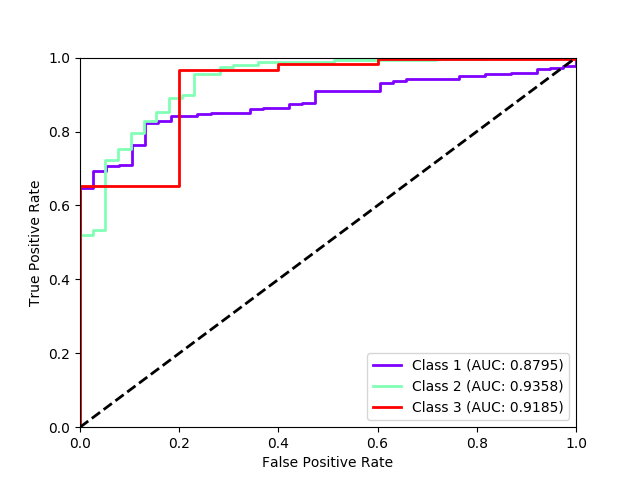 1.0
0.8
0.6
0.4
0.2
0.0
True Positive Rate
0.0 0.2 0.4 0.6 0.8 1.0
False Positive Rate
Class 1 (AUC: 0.8795)
Class 2 (AUC: 0.9358)
Class 3 (AUC: 0.9185)